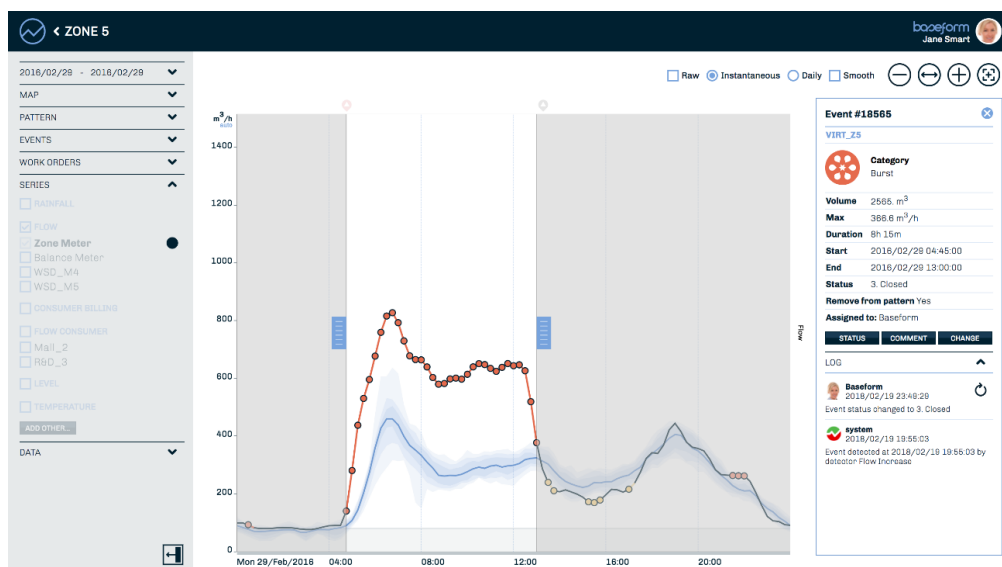 < ZONE 5
baseform
Jane Smart
2016/02/29 - 2016/02/29
MAP
PATTERN
EVENTS
WORK ORDERS
SERIES
RAINFALL
FLOW
Zone Meter
Balance Meter
WSD_M4
WSD_M5
CONSUMER BILLING
FLOW CONSUMER
Mall_2
R&D_3
LEVEL
TEMPERATURE
ADD OTHER...
DATA
Raw Instantaneous Daily Smooth
m³/h
auto
1400
1200
1000
800
600
400
200
0
Mon 29/Feb/2016 04:00 08:00 12:00 16:00 20:00
Flow
Event #18565
VIRT_Z5
Category
Burst
Volume 2565. m³
Max 366.6 m³/h
Duration 8h 15m
Start 2016/02/29 04:45:00
End 2016/02/29 13:00:00
Status 3. Closed
Remove from pattern Yes
Assigned to: Baseform
STATUS COMMENT CHANGE
LOG
Baseform
2018/02/19 23:49:29
Event status changed to 3. Closed
system
2018/02/19 19:55:03
Event detected at 2018/02/19 19:55:03 by
detector Flow Increase